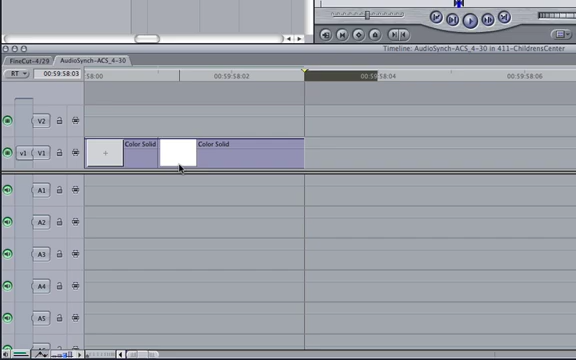 Timeline: AudioSynch-ACS_4-30 in 411-ChildrensCenter
FineCut-4/29 AudioSynch-ACS_4-30
RT 00:59:58:03 58:00 00:59:58:02 00:59:58:04 00:59:58:06
V2
v1 V1 Color Solid Color Solid
A1
A2
A3
A4
A5